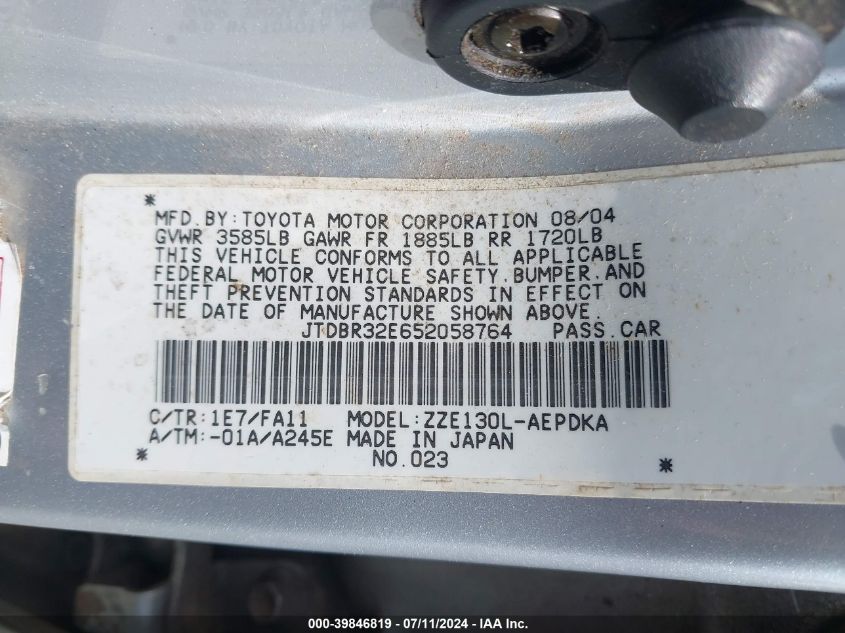 MFD.BY:TOYOTA MOTOR CORPORATION 08/04
GVWR 3585LB GAWR FR 1885LB RR 1720LB
THIS VEHICLE CONFORMS TO ALL APPLICABLE
FEDERAL MOTOR VEHICLE SAFETY.BUMPER.AND
THEFT PREVENTION STANDARDS IN EFFECT ON
THE DATE OF MANUFACTURE SHOWN ABOVE.
JTDBR32E652058764 PASS.CAR
C/TR:1E7/FA11 MODEL:ZZE130L-AEPDKA
A/TM:-01A/A245E MADE IN JAPAN
NO.023
000-39846819 / 07/11/2024 - IAA Inc.